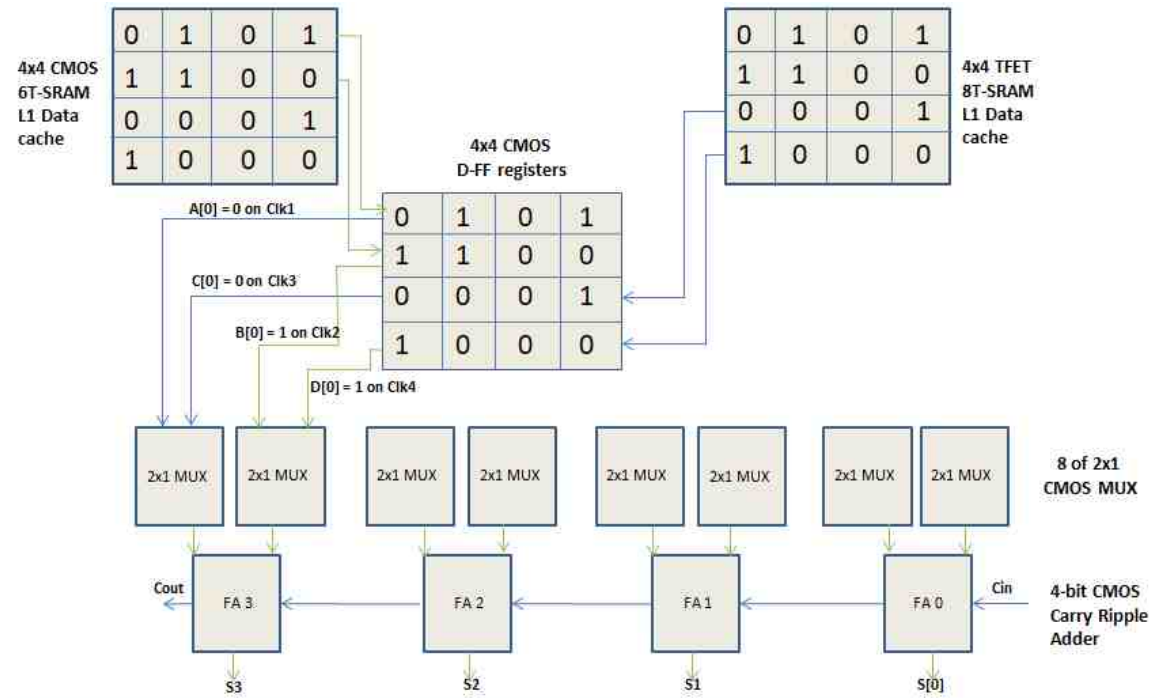 4x4 CMOS
6T-SRAM
L1 Data
cache
0 1 0 1
1 1 0 0
0 0 0 1
1 0 0 0
0 1 0 1
1 1 0 0
0 0 0 1
1 0 0 0
4x4 TFET
8T-SRAM
L1 Data
cache
4x4 CMOS
D-FF registers
0 1 0 1
1 1 0 0
0 0 0 1
1 0 0 0
A[0] = 0 on Clk1
C[0] = 0 on Clk3
B[0] = 1 on Clk2
D[0] = 1 on Clk4
2x1 MUX 2x1 MUX 2x1 MUX 2x1 MUX 2x1 MUX 2x1 MUX 2x1 MUX 2x1 MUX
8 of 2x1
CMOS MUX
Cout FA 3 FA 2 FA 1 FA 0 Cin
4-bit CMOS
Carry Ripple
Adder
S3 S2 S1 S[0]